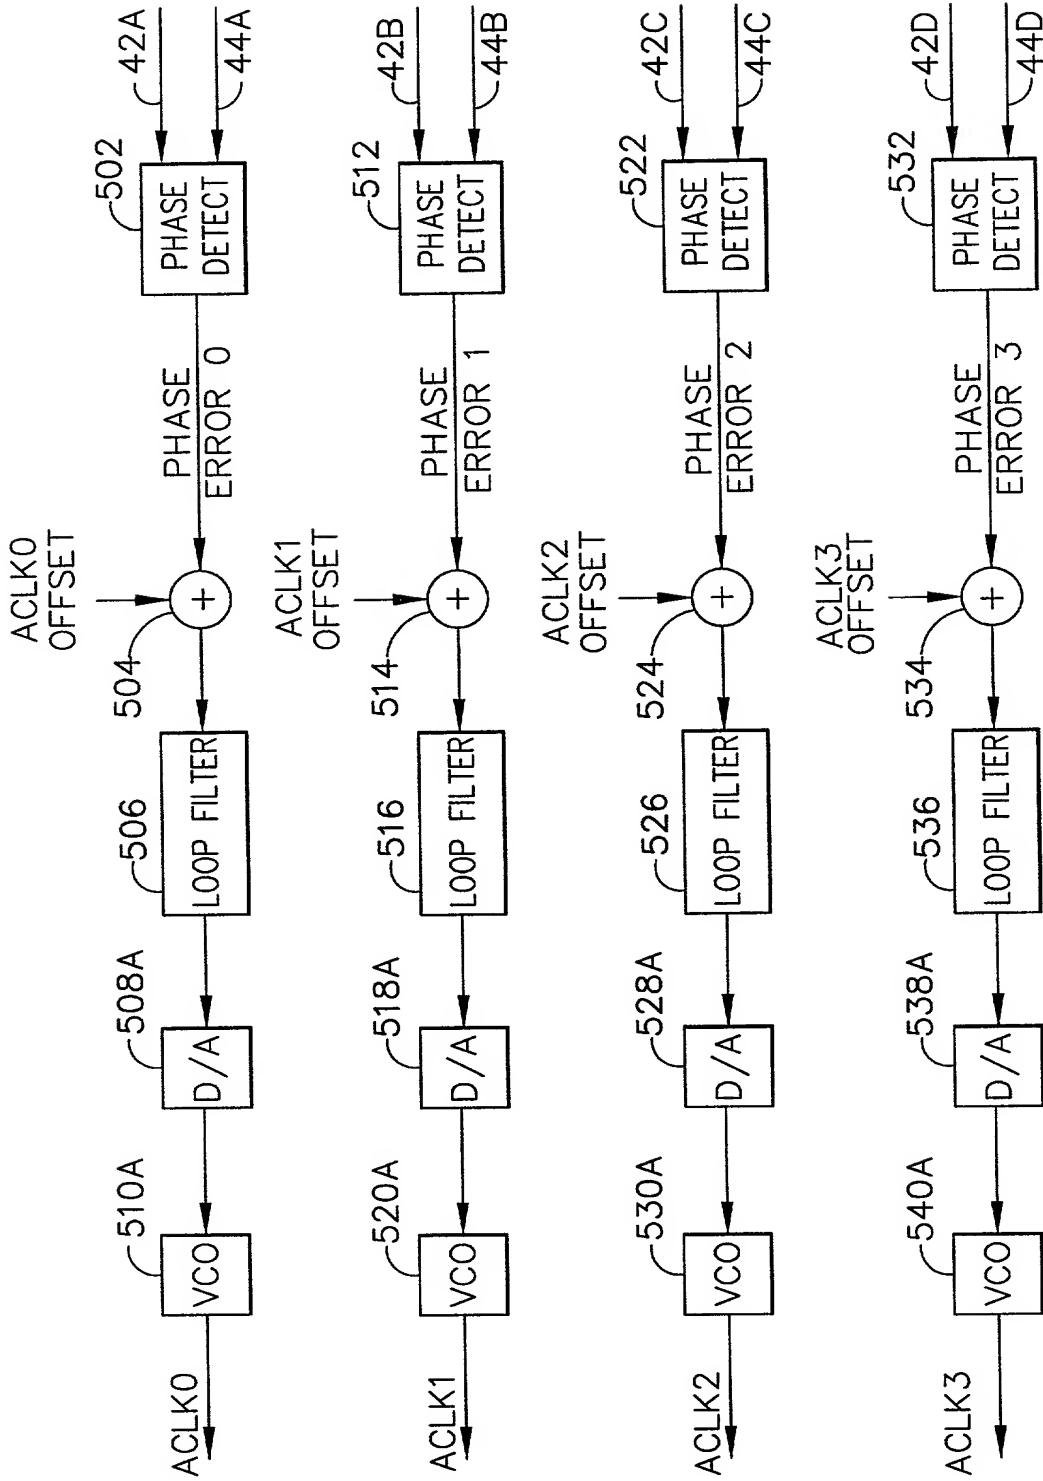 42A
44A
502
PHASE
DETECT
PHASE
ERROR 0
ACLK0
OFFSET
+
504
LOOP FILTER
506
D/A
508A
VCO
510A
ACLK0
42B
44B
512
PHASE
DETECT
PHASE
ERROR 1
ACLK1
OFFSET
+
514
LOOP FILTER
516
D/A
518A
VCO
520A
ACLK1
42C
44C
522
PHASE
DETECT
PHASE
ERROR 2
ACLK2
OFFSET
+
524
LOOP FILTER
526
D/A
528A
VCO
530A
ACLK2
42D
44D
532
PHASE
DETECT
PHASE
ERROR 3
ACLK3
OFFSET
+
534
LOOP FILTER
536
D/A
538A
VCO
540A
ACLK3